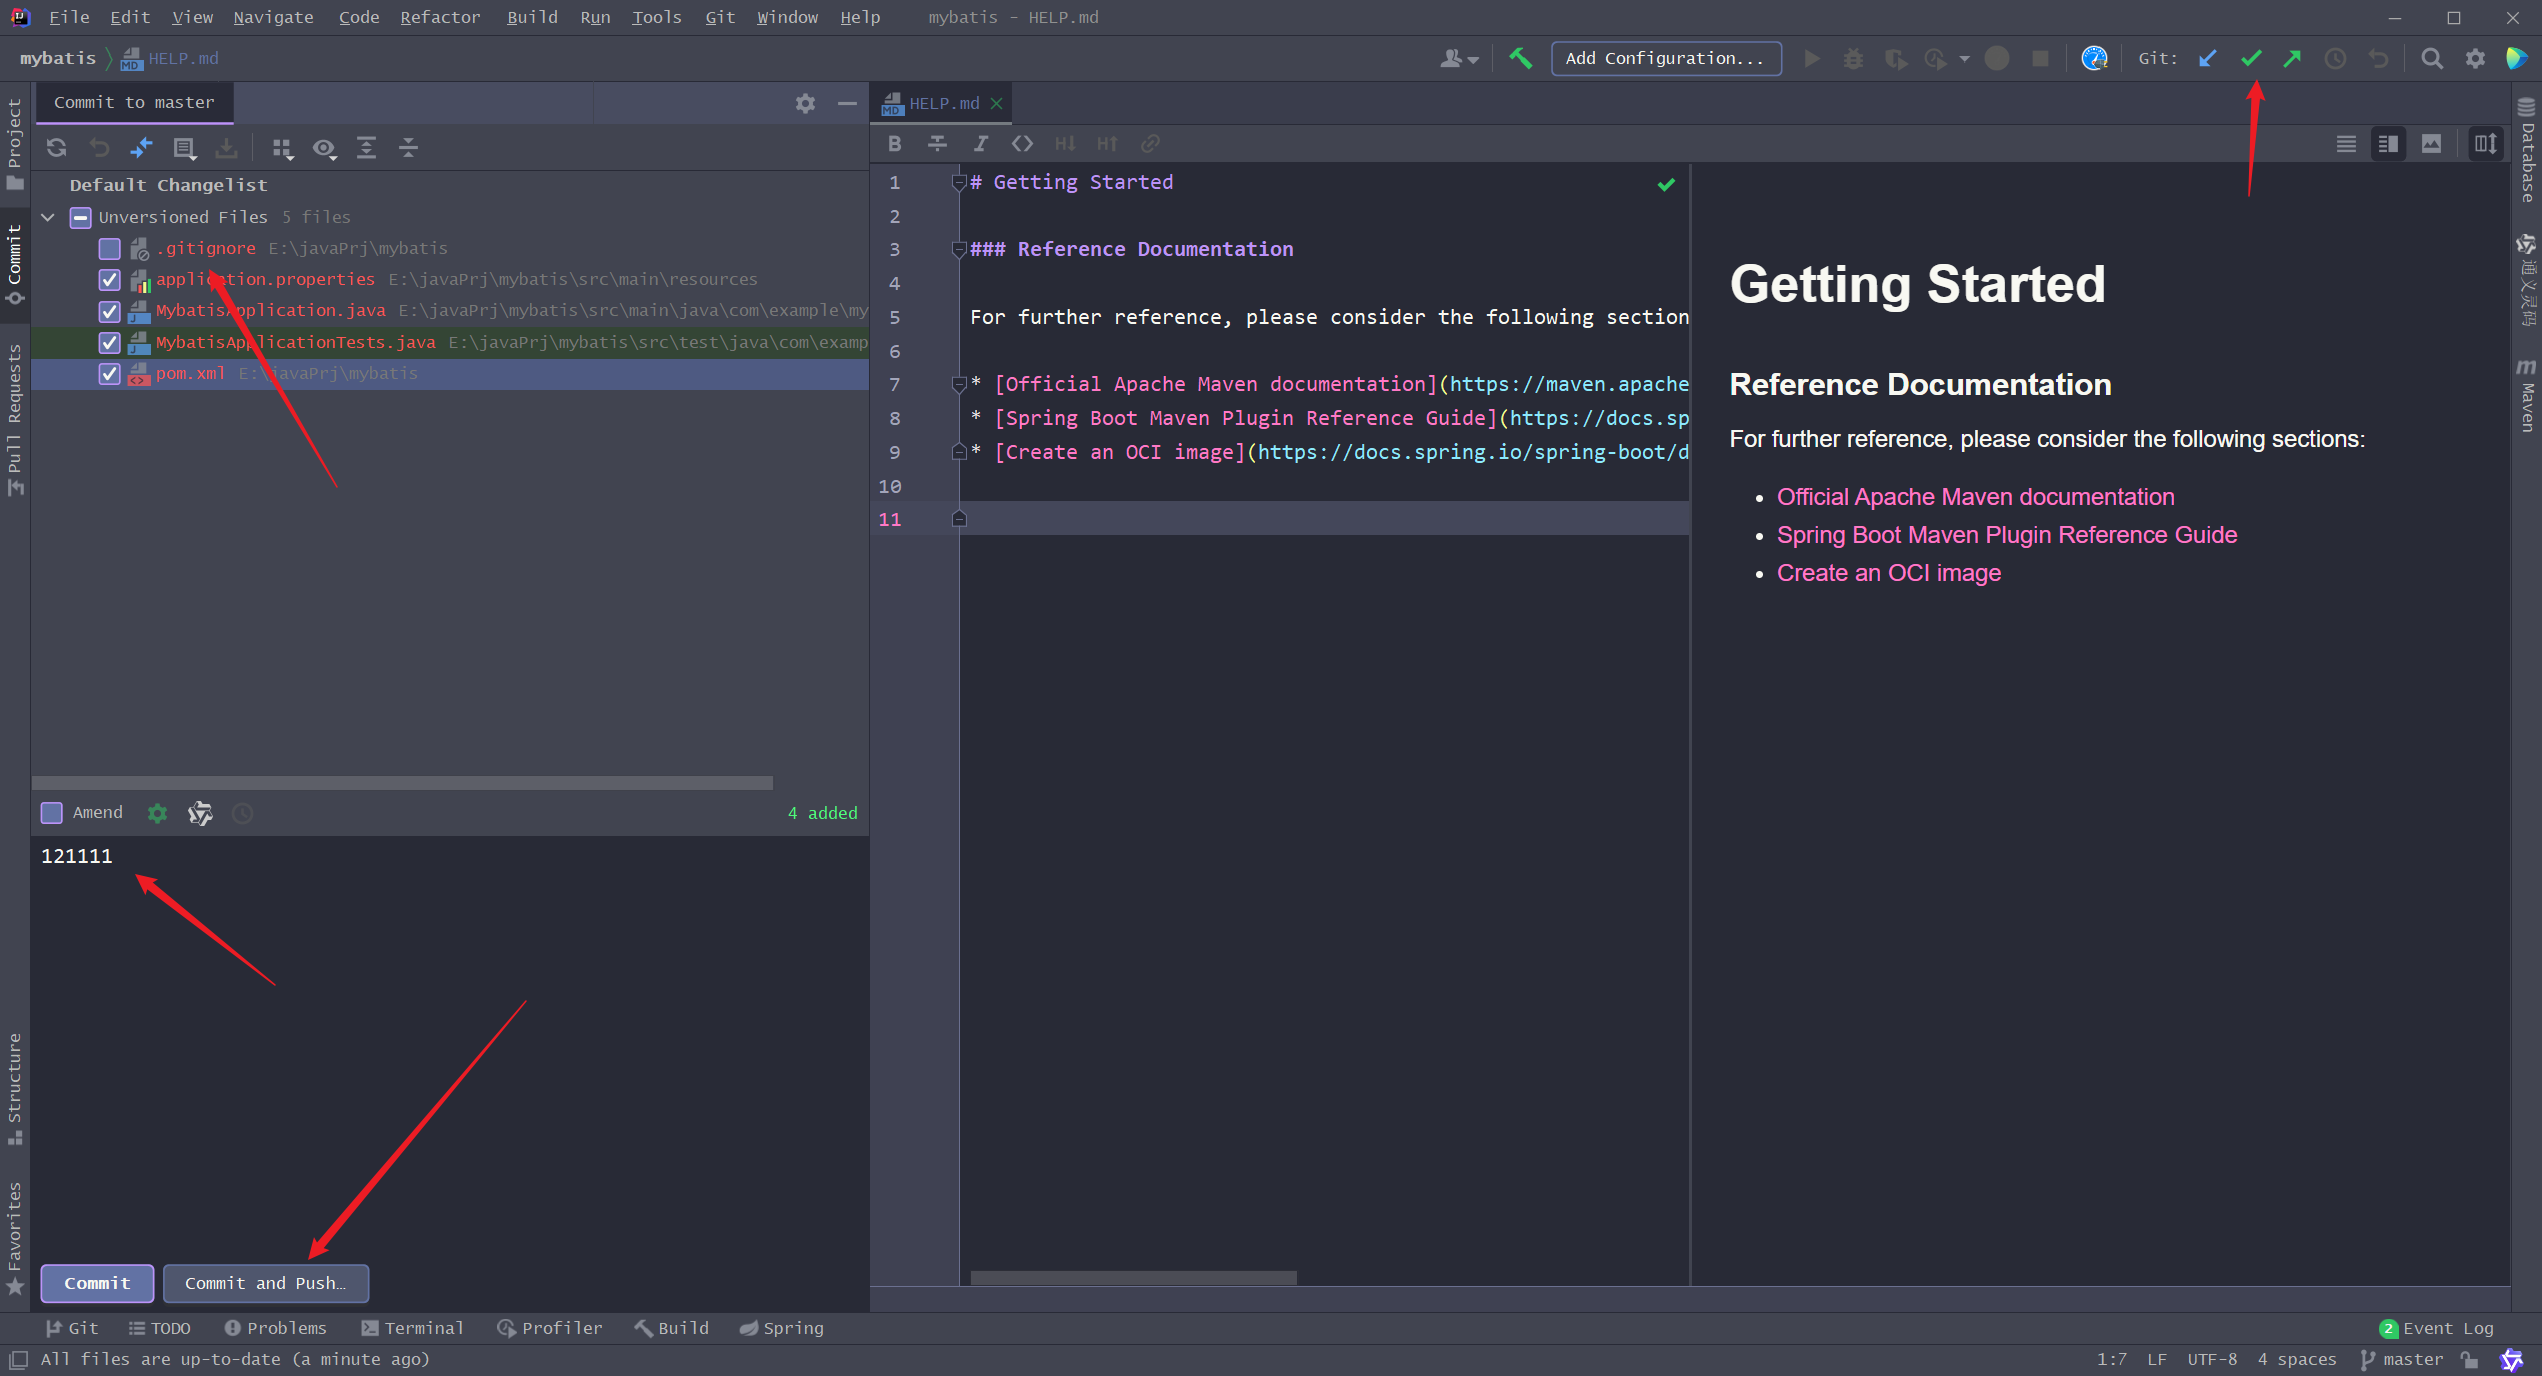 File Edit View Navigate Code Refactor Build Run Tools Git Window Help mybatis - HELP.md
mybatis HELP.md
Add Configuration...
Git:
Project
Commit
Pull Requests
Structure
Favorites
Commit to master
Default Changelist
Unversioned Files 5 files
.gitignore E:\javaPrj\mybatis
application.properties E:\javaPrj\mybatis\src\main\resources
MybatisApplication.java E:\javaPrj\mybatis\src\main\java\com\example\my
MybatisApplicationTests.java E:\javaPrj\mybatis\src\test\java\com\examp
pom.xml E:\javaPrj\mybatis
Amend
4 added
121111
Commit
Commit and Push…
HELP.md
B I H↓ H↑
1 # Getting Started
2
3 ### Reference Documentation
4
5 For further reference, please consider the following section
6
7 * [Official Apache Maven documentation](https://maven.apache
8 * [Spring Boot Maven Plugin Reference Guide](https://docs.sp
9 * [Create an OCI image](https://docs.spring.io/spring-boot/d
10
11
Getting Started
Reference Documentation
For further reference, please consider the following sections:
• Official Apache Maven documentation
• Spring Boot Maven Plugin Reference Guide
• Create an OCI image
Database
通义灵码
m Maven
Git TODO Problems Terminal Profiler Build Spring
2 Event Log
All files are up-to-date (a minute ago)
1:7 LF UTF-8 4 spaces master